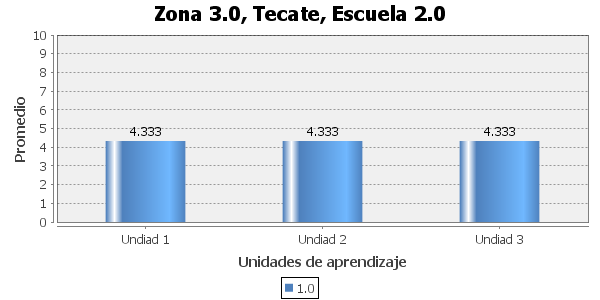 Zona 3.0, Tecate, Escuela 2.0
Promedio
10
9
8
7
6
5
4
3
2
1
0
4.333 4.333 4.333
Undiad 1 Undiad 2 Undiad 3
Unidades de aprendizaje
1.0